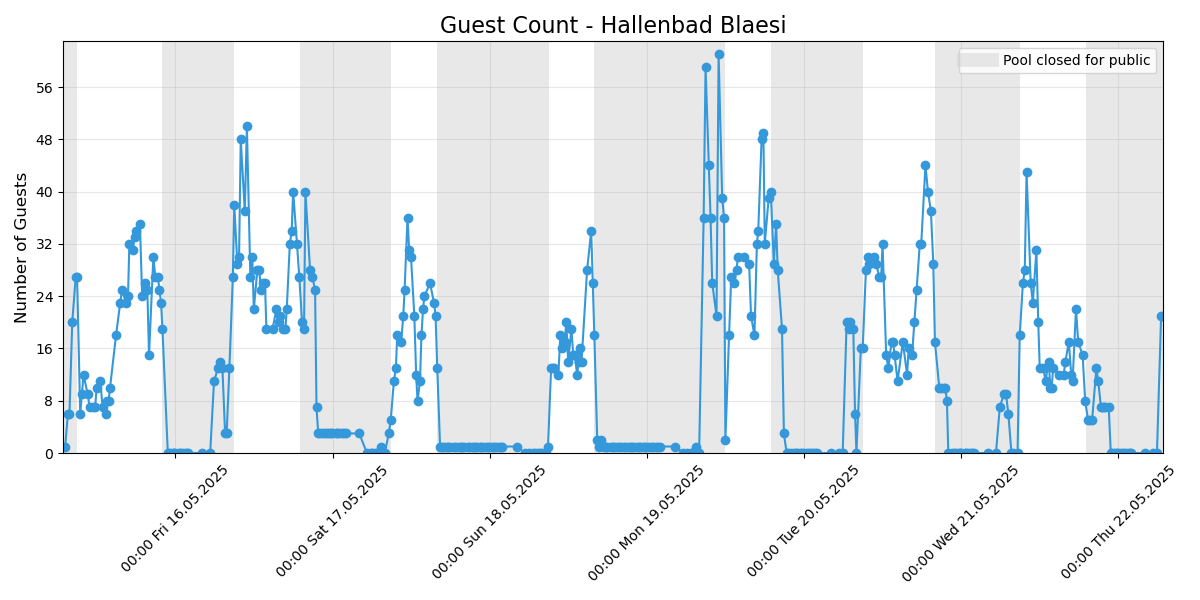 Guest Count - Hallenbad Blaesi
Pool closed for public
Number of Guests
56
48
40
32
24
16
8
0
00:00 Fri 16.05.2025
00:00 Sat 17.05.2025
00:00 Sun 18.05.2025
00:00 Mon 19.05.2025
00:00 Tue 20.05.2025
00:00 Wed 21.05.2025
00:00 Thu 22.05.2025